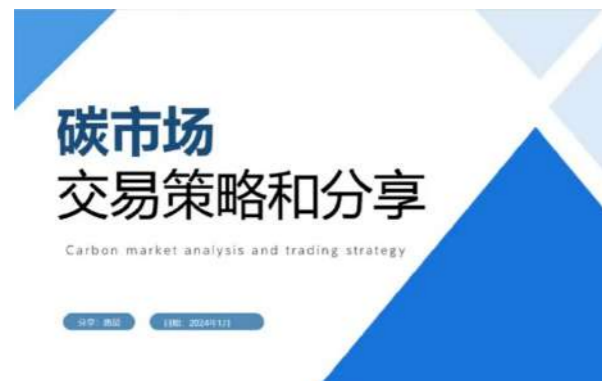 碳市场
交易策略和分享
Carbon market analysis and trading strategy
分享:
日期: 2024年1月